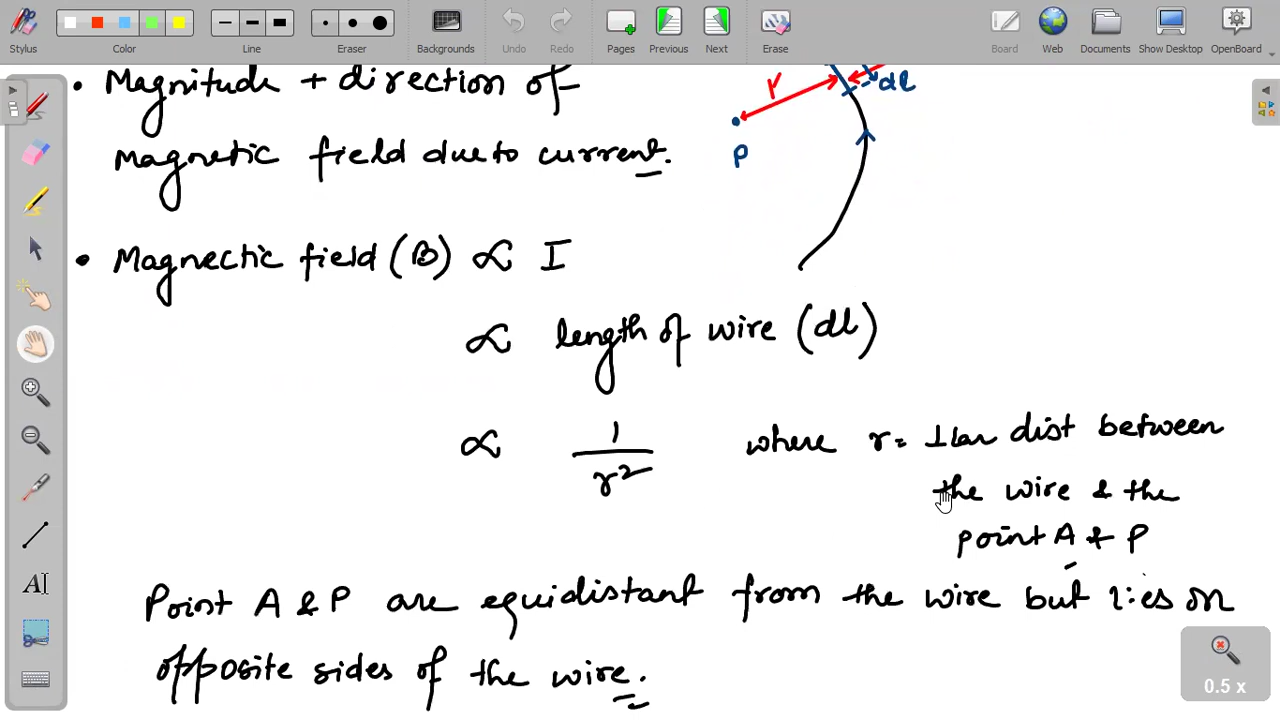 Stylus Color Line Eraser Backgrounds Undo Redo Pages Previous Next Erase Board Web Documents Show Desktop OpenBoard
• Magnitude + direction of
magnetic field due to current.
r dl
P
• Magnectic field (B) ∝ I
∝ length of wire (dl)
∝ 1/r² where r = ⊥lar dist between
the wire & the
point A & P
Point A & P are equidistant from the wire but lies on
opposite sides of the wire.
0.5 x